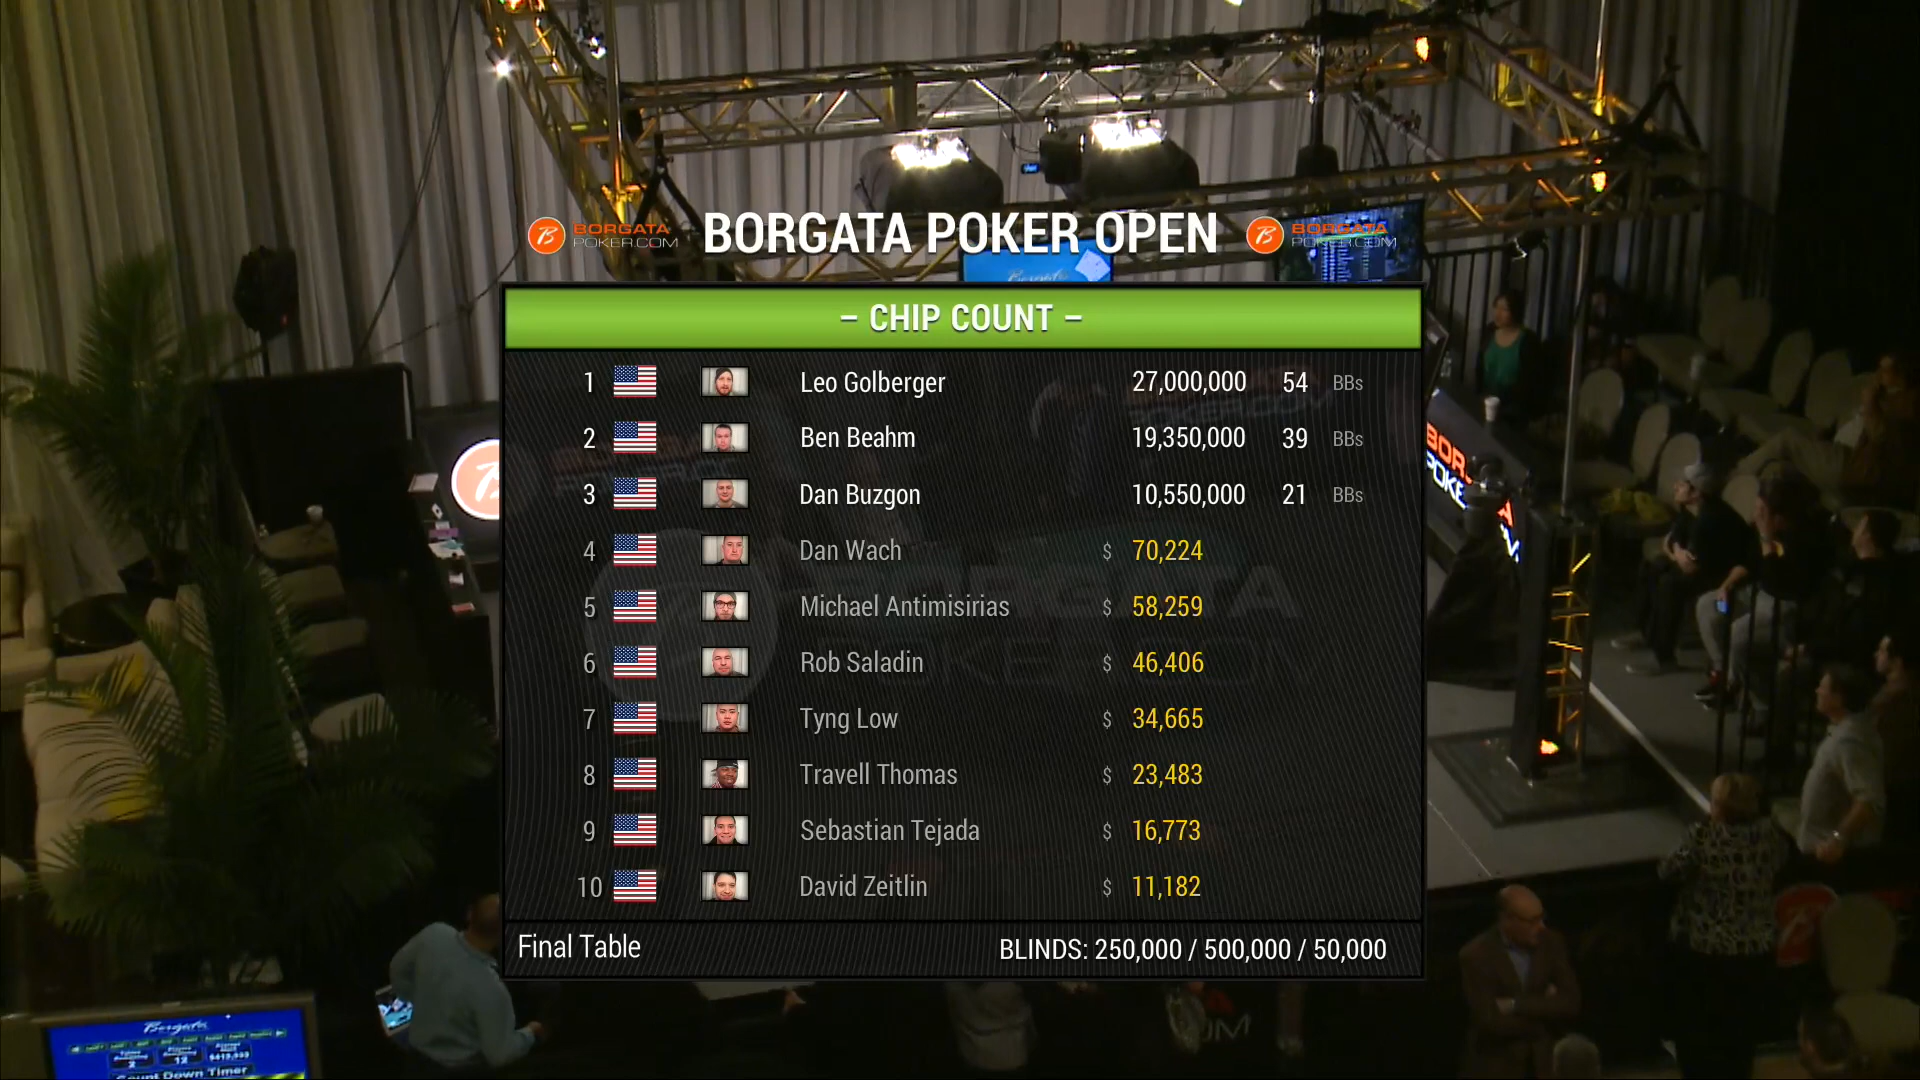 BORGATA POKER.COM BORGATA POKER OPEN BORGATA POKER.COM
– CHIP COUNT –
1 Leo Golberger 27,000,000 54 BBs
2 Ben Beahm 19,350,000 39 BBs
3 Dan Buzgon 10,550,000 21 BBs
4 Dan Wach $ 70,224
5 Michael Antimisirias $ 58,259
6 Rob Saladin $ 46,406
7 Tyng Low $ 34,665
8 Travell Thomas $ 23,483
9 Sebastian Tejada $ 16,773
10 David Zeitlin $ 11,182
Final Table BLINDS: 250,000 / 500,000 / 50,000
Borgata
Count Down Timer